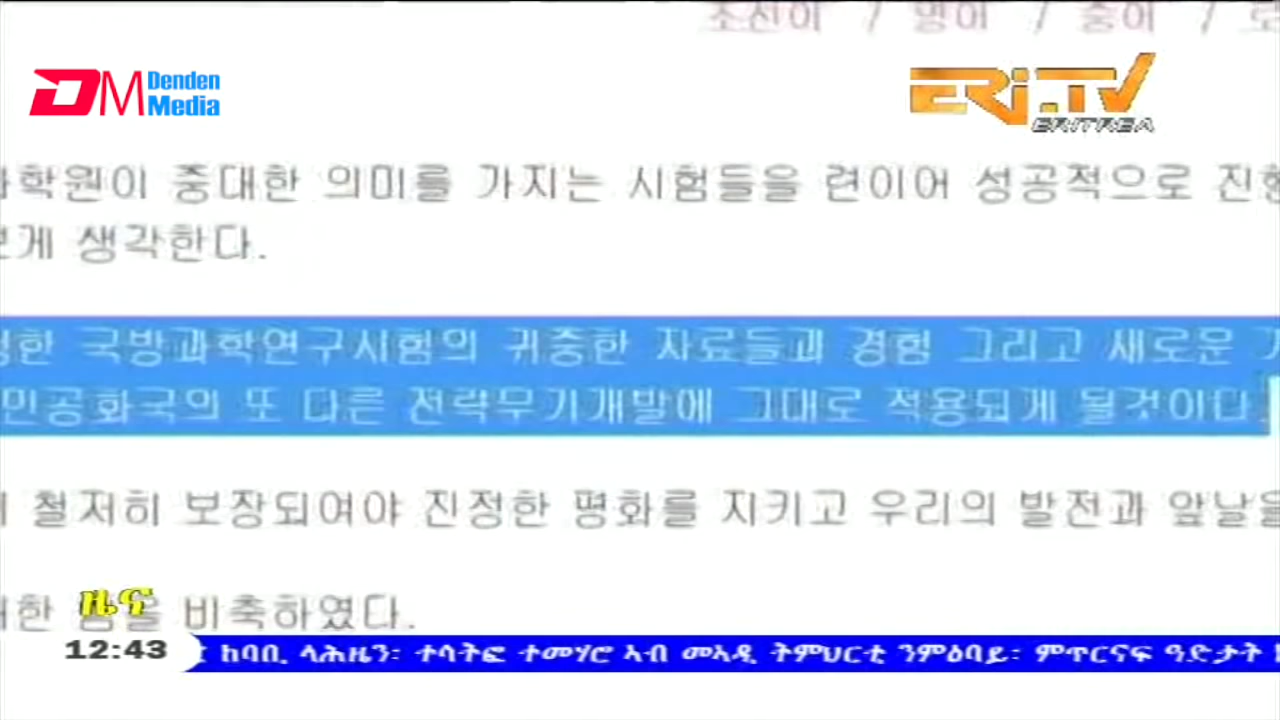 조선어 / 영어 / 중어 /
Denden
Media
ERI.TV
ERITREA
학원이 중대한 의미를 가지는 시험들을 련이어 성공적으로
생각한다.
국방과학연구시험의 귀중한 자료들과 경험 그리고 새로운
인민공화국의 또 다른 전략무기개발에 그대로 적용되게 될것이다.
철저히 보장되여야 진정한 평화를 지키고 우리의 발전과 앞날을
힘을 비축하였다.
ዜና
12:43
ከባቢ ላሕዜን፡ ተሳትፎ ተመሃሮ ኣብ መኣዲ ትምህርቲ ንምዕባይ፡ ምጥርናፍ ዓድታት